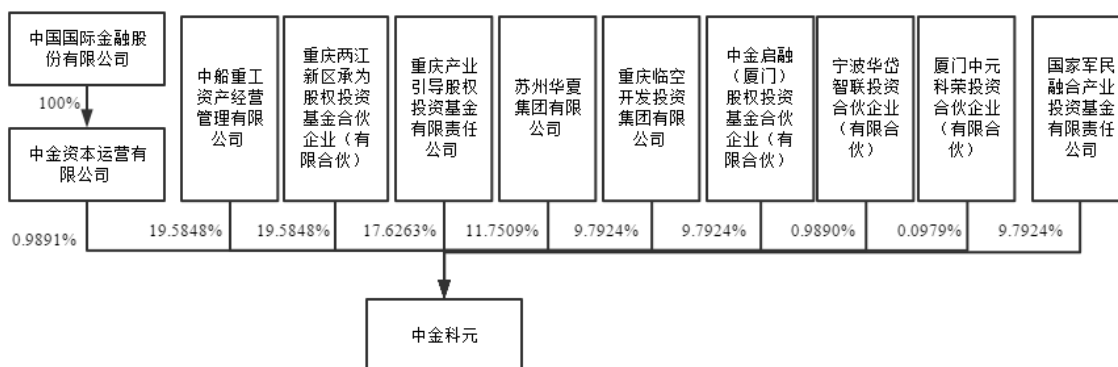 中国国际金融股
份有限公司
100%
中金资本运营有
限公司
中船重工
资产经营
管理有限
公司
重庆两江
新区承为
股权投资
基金合伙
企业（有
限合伙）
重庆产业
引导股权
投资基金
有限责任
公司
苏州华夏
集团有限
公司
重庆临空
开发投资
集团有限
公司
中金启融
（厦门）
股权投资
基金合伙
企业（有
限合伙）
宁波华岱
智联投资
合伙企业
（有限合
伙）
厦门中元
科荣投资
合伙企业
（有限合
伙）
国家军民
融合产业
投资基金
有限责任
公司
0.9891%
19.5848%
19.5848%
17.6263%
11.7509%
9.7924%
9.7924%
0.9890%
0.0979%
9.7924%
中金科元